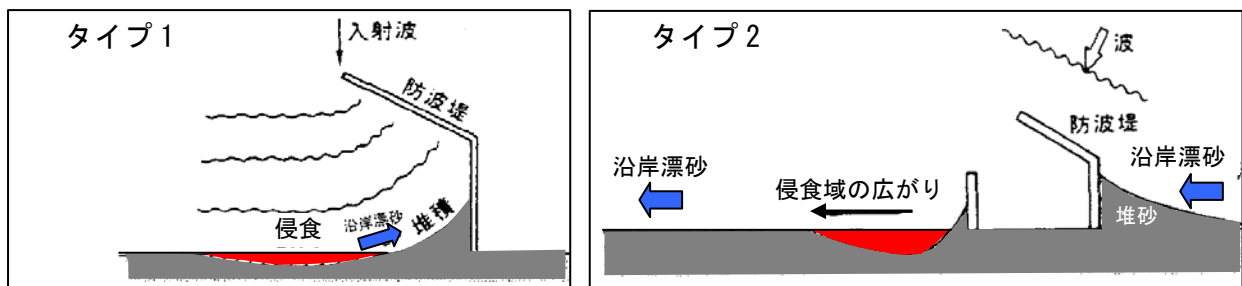 タイプ1
入射波
防波堤
堆積
沿岸漂砂
侵食
タイプ2
波
防波堤
沿岸漂砂
沿岸漂砂
侵食域の広がり
堆砂